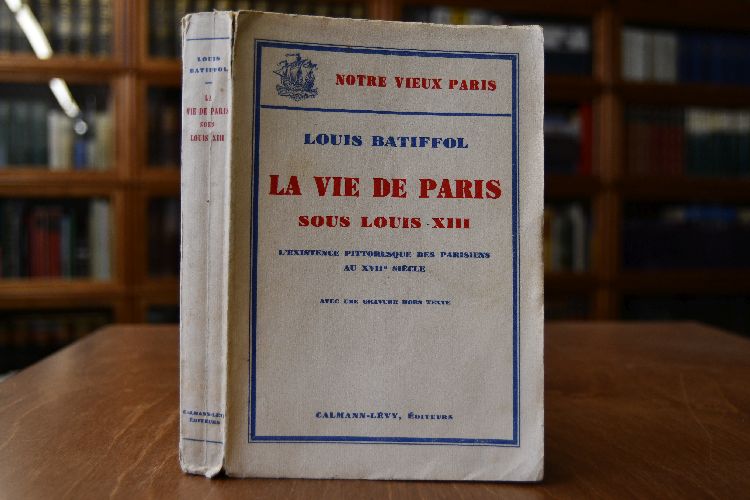 LOUIS
BATIFFOL
LA
VIE DE PARIS
SOUS
LOUIS XIII
CALMANN-LÉVY,
ÉDITEURS
NOTRE VIEUX PARIS
LOUIS BATIFFOL
LA VIE DE PARIS
SOUS LOUIS XIII
L'EXISTENCE PITTORESQUE DES PARISIENS
AU XVIIᵉ SIÈCLE
AVEC UNE GRAVURE HORS TEXTE
CALMANN-LÉVY, ÉDITEURS